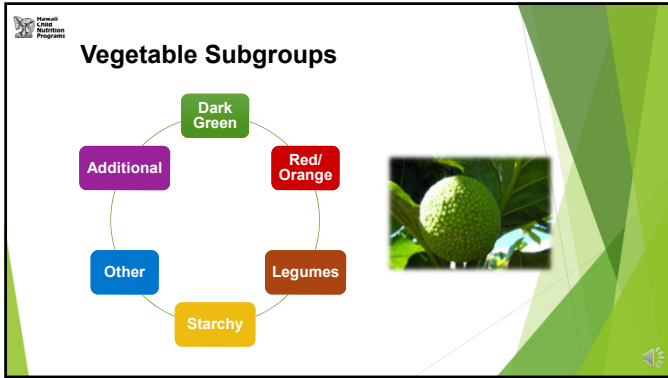 Hawaii
Child
Nutrition
Programs
Vegetable Subgroups
Dark
Green
Red/
Orange
Legumes
Starchy
Other
Additional